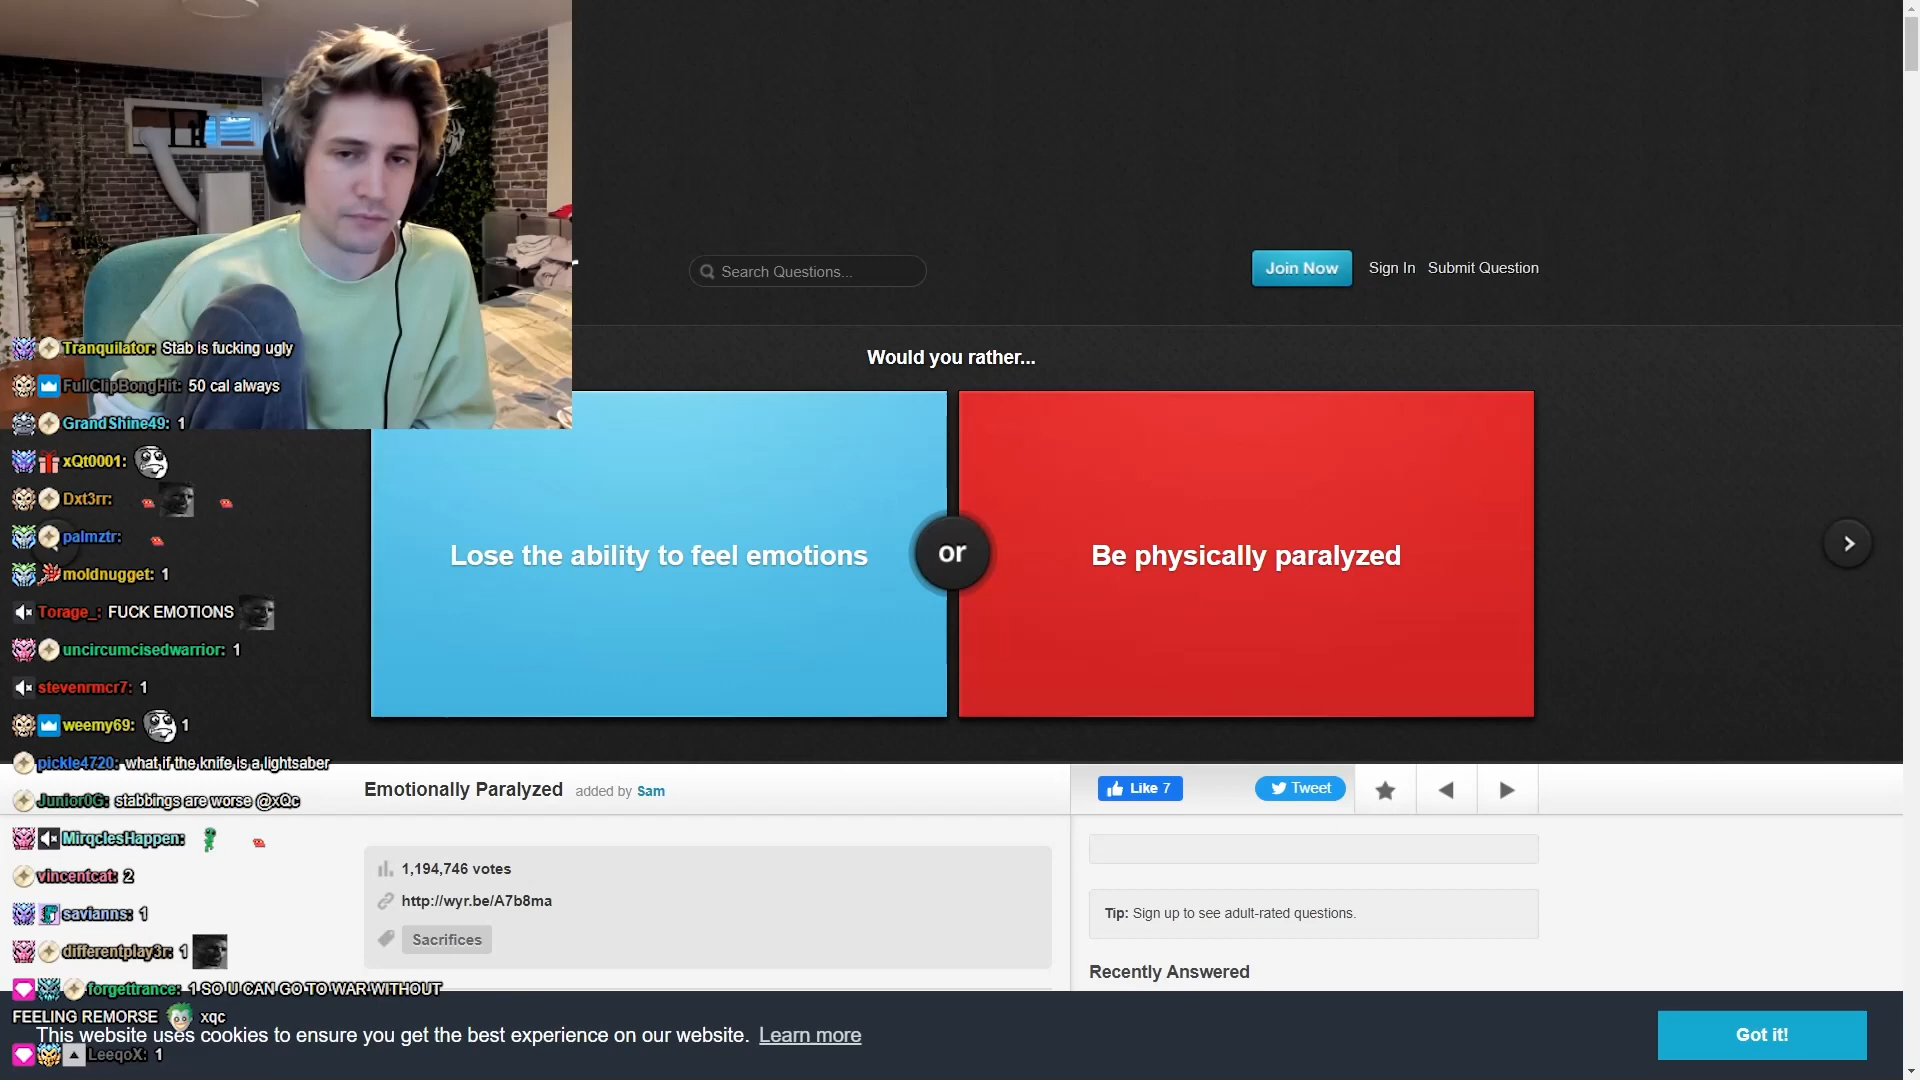 Search Questions...
Join Now
Sign In
Submit Question
Would you rather...
Lose the ability to feel emotions
or
Be physically paralyzed
Tranquilator: Stab is fucking ugly
FullClipBongHit: 50 cal always
GrandShine49: 1
xQt0001:
Dxt3rr:
palmztr:
moldnugget: 1
Torage_: FUCK EMOTIONS
uncircumcisedwarrior: 1
stevenrmcr7: 1
weemy69: 1
pickle4720: what if the knife is a lightsaber
Junior0G: stabbings are worse @xQc
MirqclesHappen:
vincentcat: 2
savianns: 1
differentplay3r: 1
forgettrance: 1 SO U CAN GO TO WAR WITHOUT
FEELING REMORSE xqc
LeeqoX: 1
Emotionally Paralyzed added by Sam
Like 7
Tweet
1,194,746 votes
http://wyr.be/A7b8ma
Sacrifices
Tip: Sign up to see adult-rated questions.
Recently Answered
This website uses cookies to ensure you get the best experience on our website. Learn more
Got it!